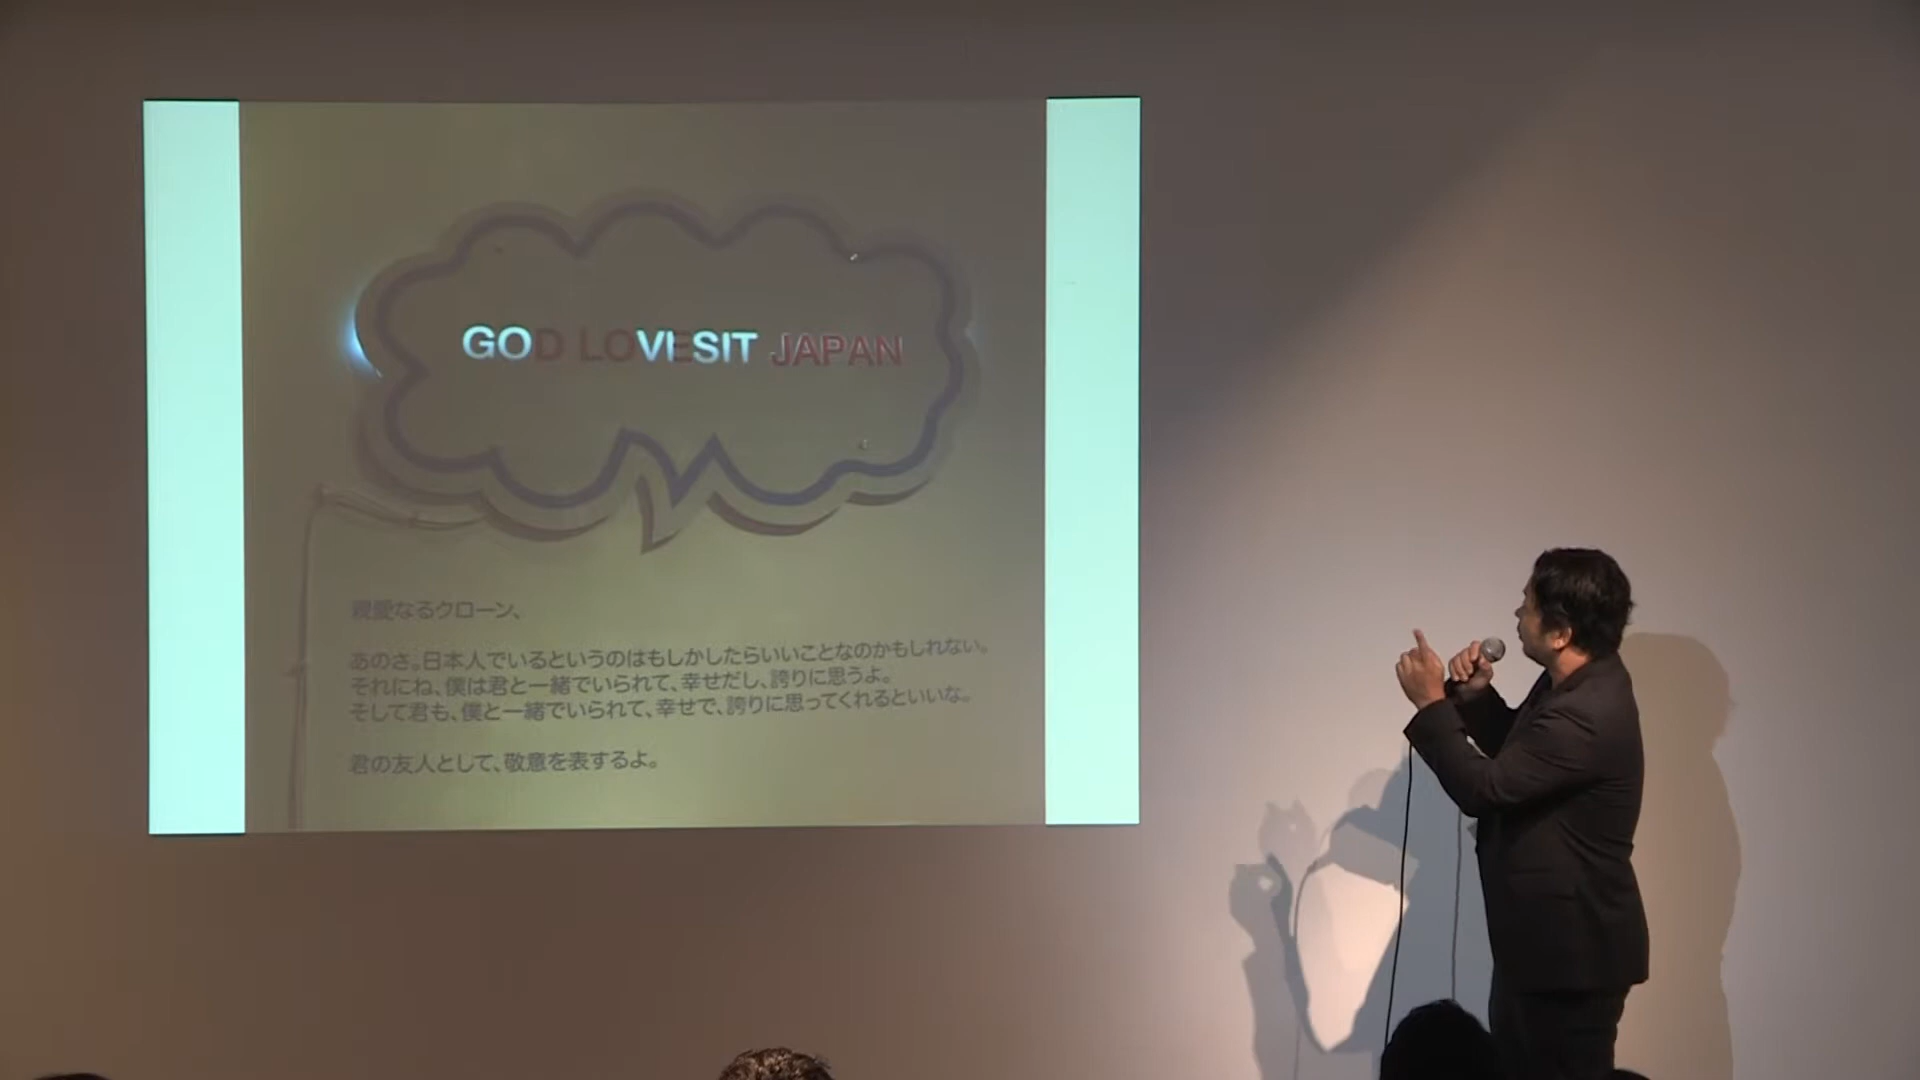 GOD LOVESIT JAPAN
親愛なるクローン、
あのさ。日本人でいるというのはもしかしたらいいことなのかもしれない。
それにね、僕は君と一緒でいられて、幸せだし、誇りに思うよ。
そして君も、僕と一緒でいられて、幸せで、誇りに思ってくれるといいな。
君の友人として、敬意を表するよ。